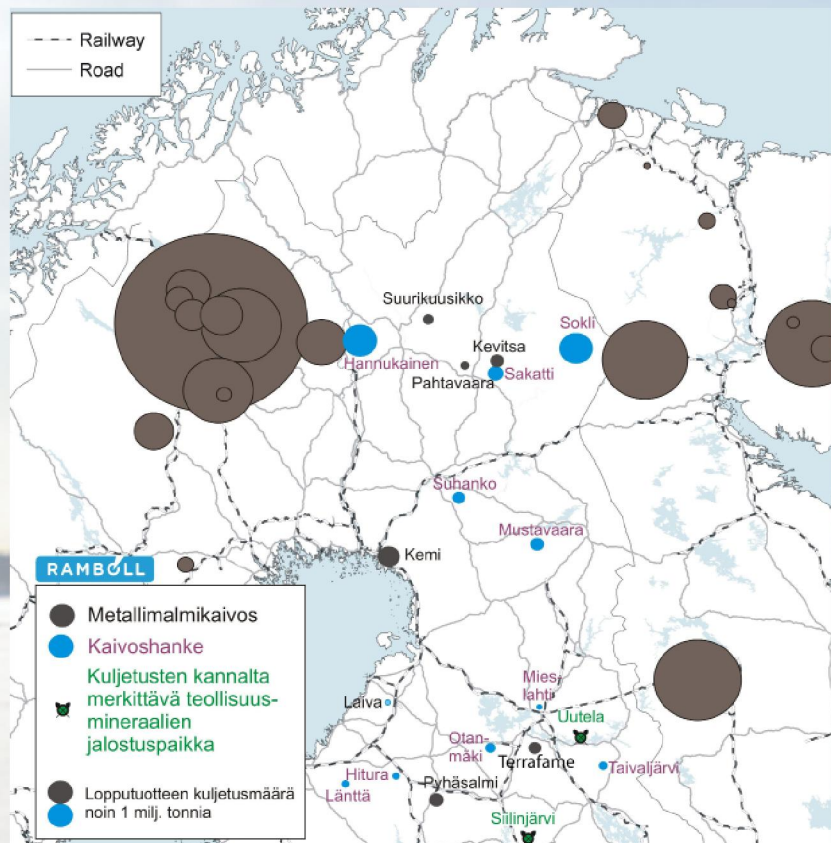 Railway
Road
Suurikuusikko
Sokli
Kevitsa
Hannukainen
Pahtavaara
Sakatti
Suhanko
Mustavaara
Kemi
RAMBOLL
Metallimalmikaivos
Kaivoshanke
Kuljetusten kannalta
merkittävä teollisuus-
mineraalien
jalostuspaikka
Lopputuotteen kuljetusmäärä
noin 1 milj. tonnia
Laiva
Mies
lahti
Uutela
Otan-
mäki
Terrafame
Taivaljärvi
Hitura
Länttä
Pyhäsalmi
Siilinjärvi